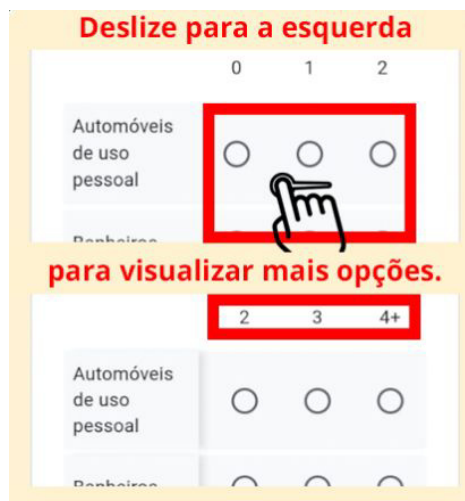 Deslize para a esquerda
0 1 2
Automóveis
de uso
pessoal
para visualizar mais opções.
2 3 4+
Automóveis
de uso
pessoal